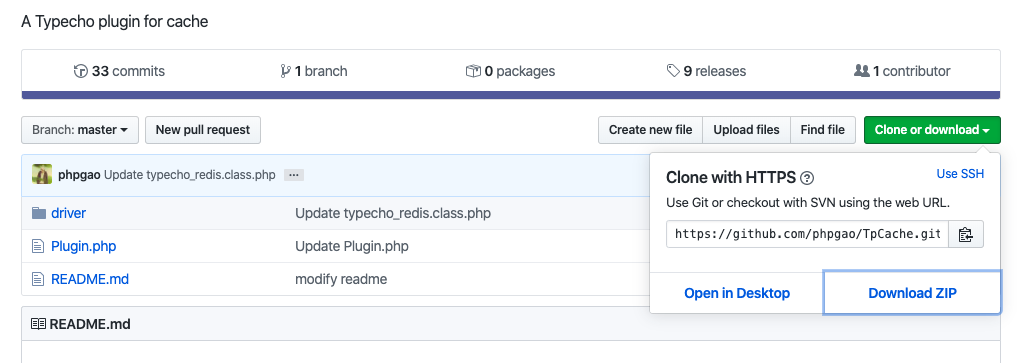 A Typecho plugin for cache
33 commits 1 branch 0 packages 9 releases 1 contributor
Branch: master New pull request Create new file Upload files Find file Clone or download
phpgao Update typecho_redis.class.php ...
Clone with HTTPS ? Use SSH
Use Git or checkout with SVN using the web URL.
driver Update typecho_redis.class.php
https://github.com/phpgao/TpCache.git
Plugin.php Update Plugin.php
README.md modify readme
Open in Desktop Download ZIP
README.md